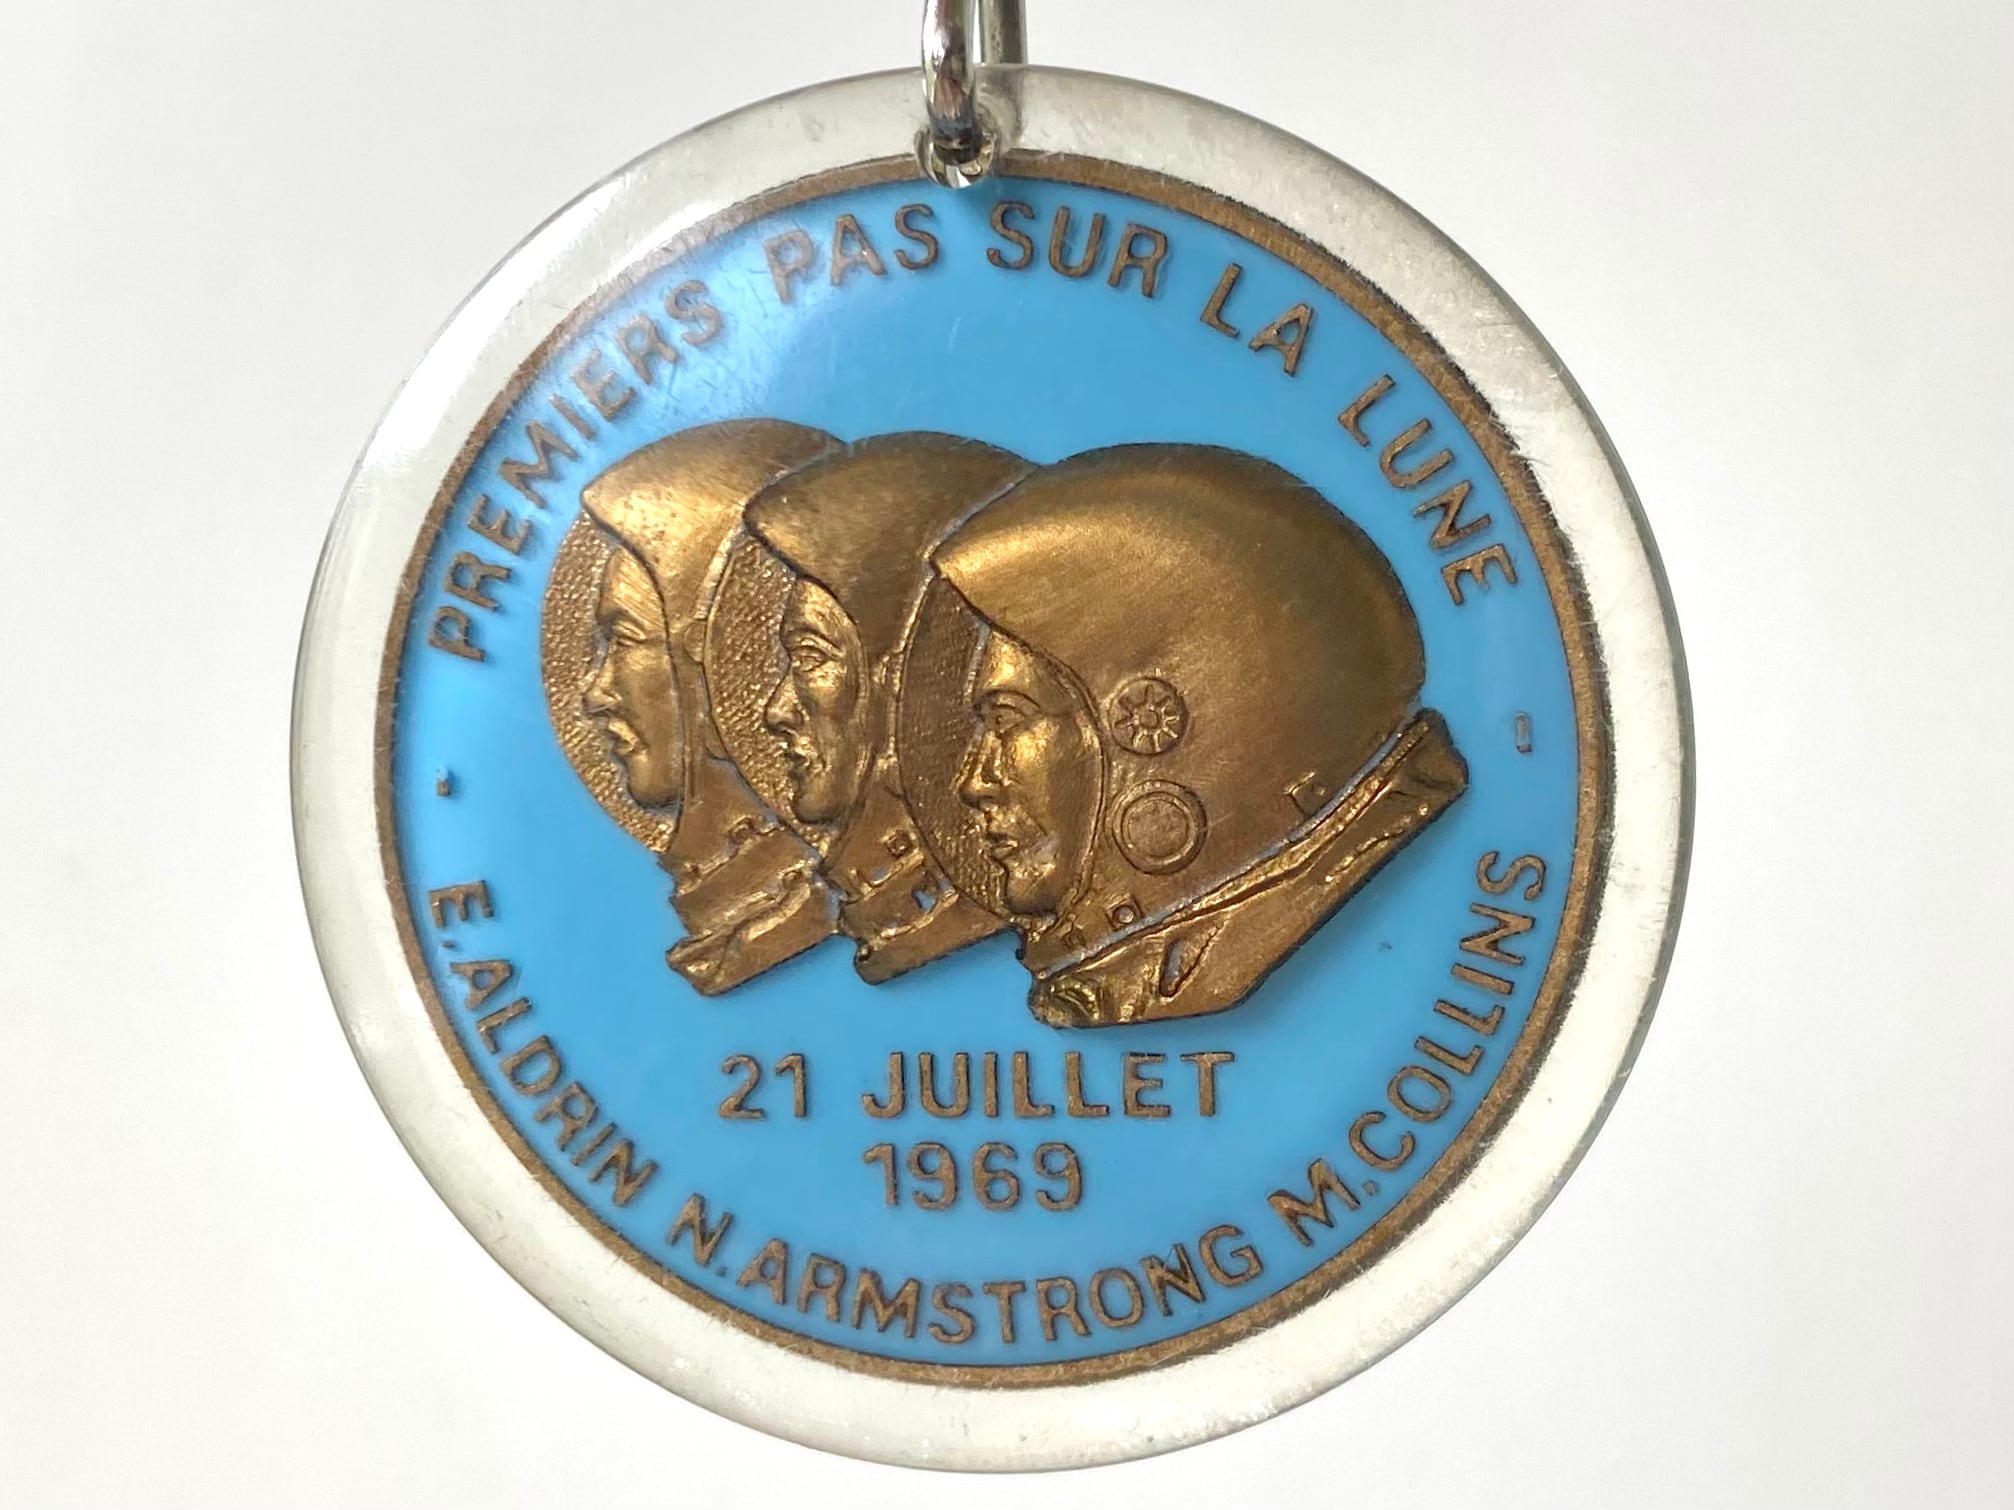 PREMIERS PAS SUR LA LUNE
21 JUILLET
1969
E. ALDRIN N. ARMSTRONG M. COLLINS